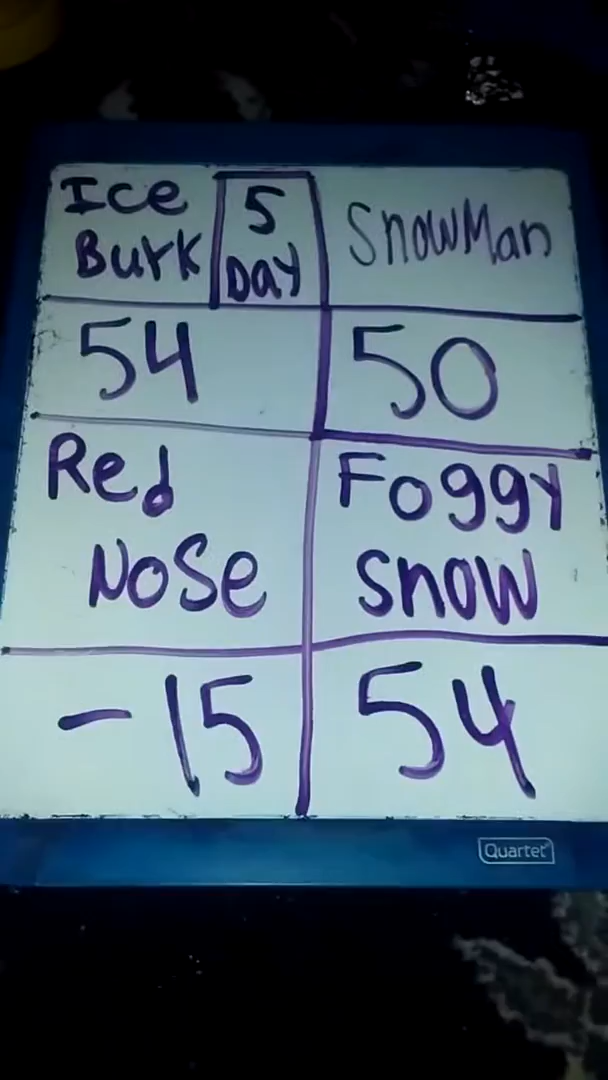 Ice
Burk
5
DAY
SnowMan
54
50
Red
NoSe
Foggy
Snow
-15
54
Quartet